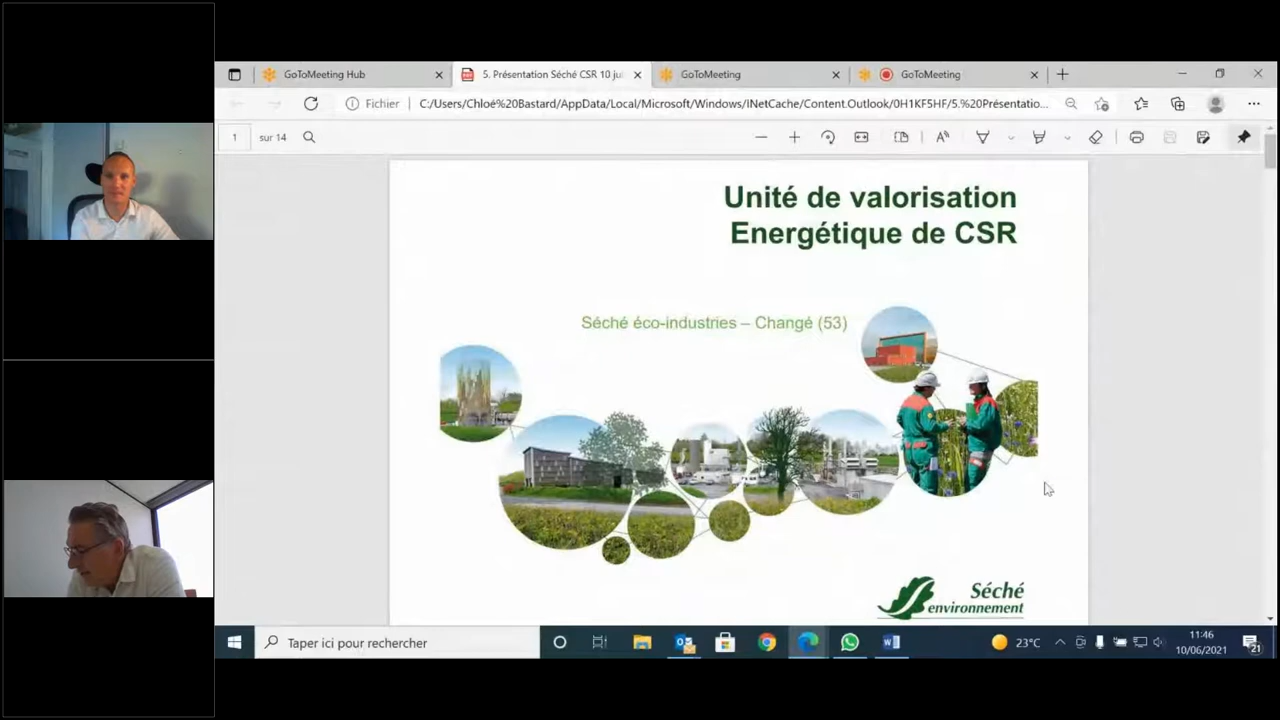 GoToMeeting Hub
5. Présentation Séché CSR 10 jui
GoToMeeting
GoToMeeting
Fichier
C:/Users/Chloé%20Bastard/AppData/Local/Microsoft/Windows/INetCache/Content.Outlook/0H1KF5HF/5.%20Présentatio...
1 sur 14
Unité de valorisation
Energétique de CSR
Séché éco-industries – Changé (53)
Séché
environnement
Taper ici pour rechercher
23°C
11:46
10/06/2021
21